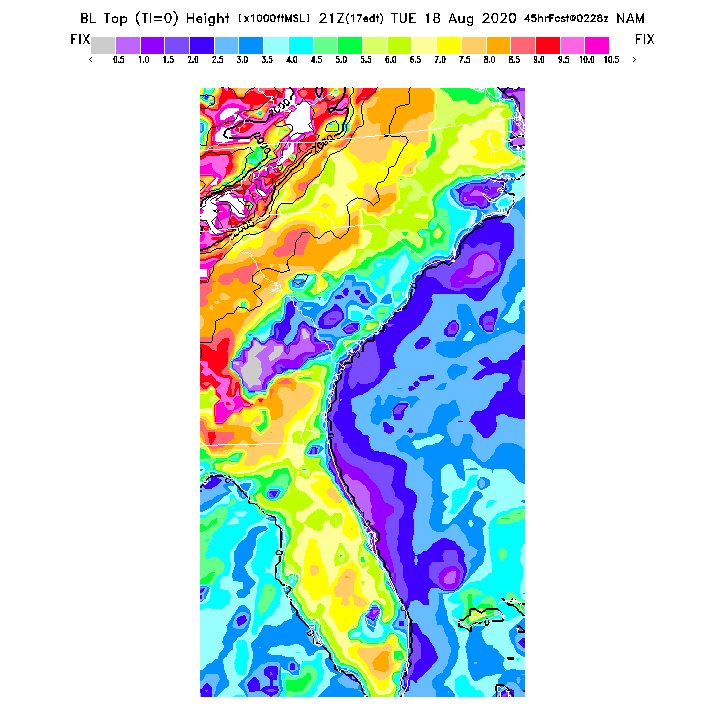 BL Top (TI=0) Height [x1000ftMSL] 21Z(17edt) TUE 18 Aug 2020 45hrFcst@0228z NAM
FIX FIX
< 0.5 1.0 1.5 2.0 2.5 3.0 3.5 4.0 4.5 5.0 5.5 6.0 6.5 7.0 7.5 8.0 8.5 9.0 9.5 10.0 10.5 >